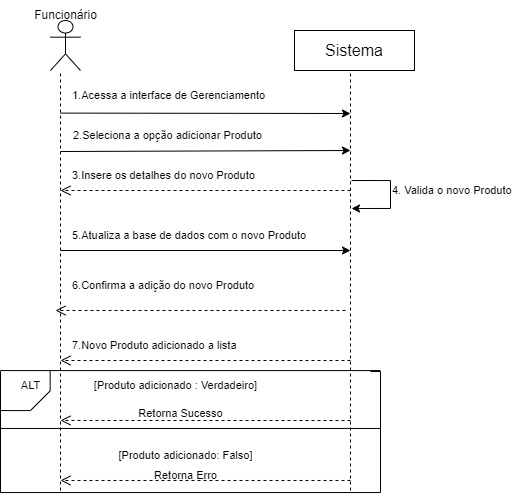 Funcionário
Sistema
1.Acessa a interface de Gerenciamento
2.Seleciona a opção adicionar Produto
3.Insere os detalhes do novo Produto
4. Valida o novo Produto
5.Atualiza a base de dados com o novo Produto
6.Confirma a adição do novo Produto
7.Novo Produto adicionado a lista
ALT
[Produto adicionado : Verdadeiro]
Retorna Sucesso
[Produto adicionado: Falso]
Retorna Erro